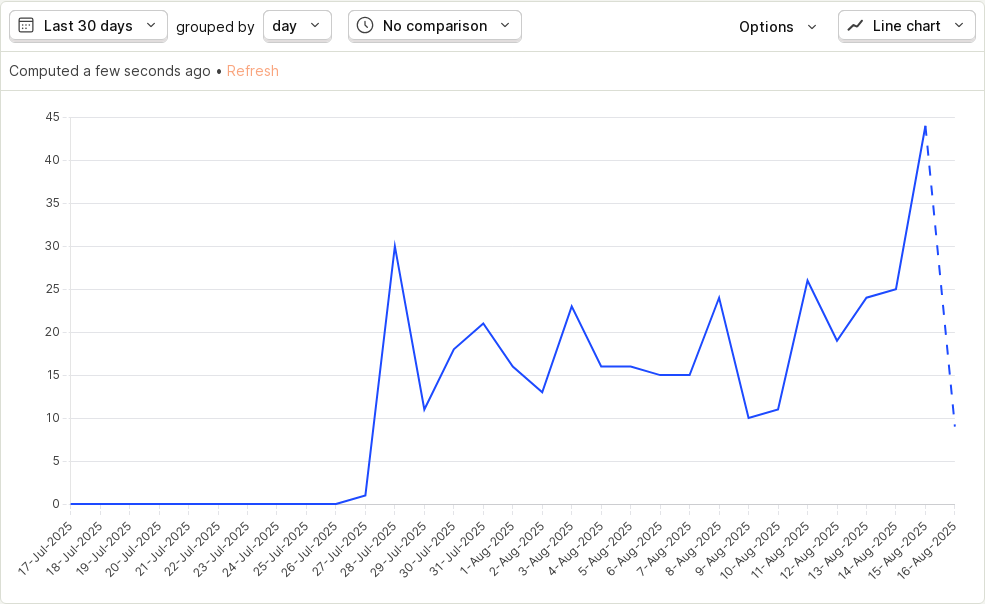 Last 30 days grouped by day No comparison Options Line chart
Computed a few seconds ago • Refresh
45
40
35
30
25
20
15
10
5
0
17-Jul-2025
18-Jul-2025
19-Jul-2025
20-Jul-2025
21-Jul-2025
22-Jul-2025
23-Jul-2025
24-Jul-2025
25-Jul-2025
26-Jul-2025
27-Jul-2025
28-Jul-2025
29-Jul-2025
30-Jul-2025
31-Jul-2025
1-Aug-2025
2-Aug-2025
3-Aug-2025
4-Aug-2025
5-Aug-2025
6-Aug-2025
7-Aug-2025
8-Aug-2025
9-Aug-2025
10-Aug-2025
11-Aug-2025
12-Aug-2025
13-Aug-2025
14-Aug-2025
15-Aug-2025
16-Aug-2025